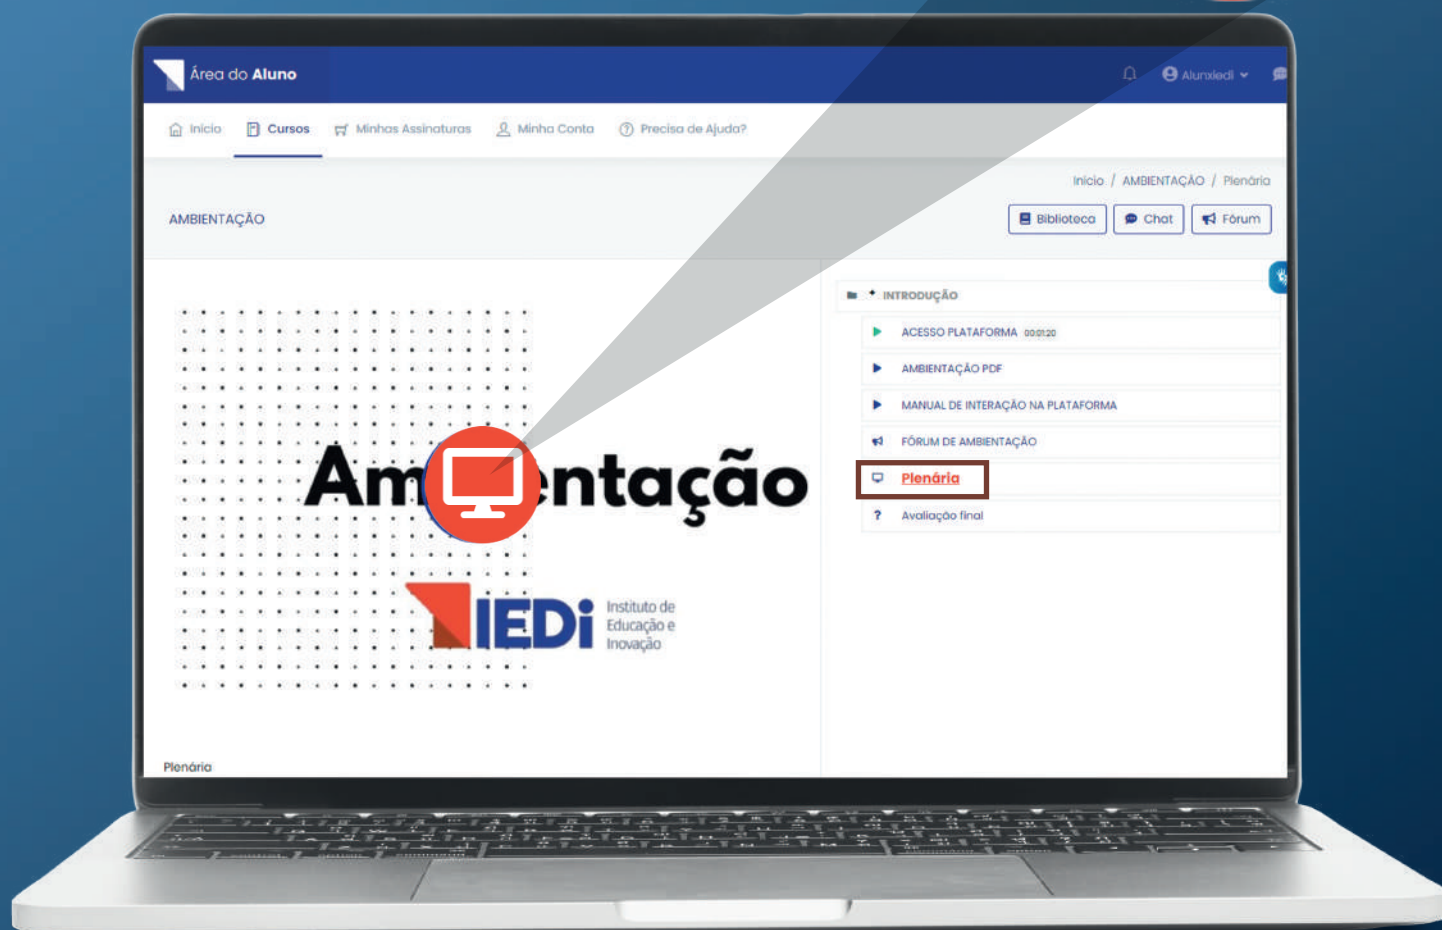 Área do Aluno
Alunxiedi
Início
Cursos
Minhas Assinaturas
Minha Conta
Precisa de Ajuda?
Início / AMBIENTAÇÃO / Plenária
AMBIENTAÇÃO
Biblioteca
Chat
Fórum
INTRODUÇÃO
ACESSO PLATAFORMA 00:01:20
AMBIENTAÇÃO PDF
MANUAL DE INTERAÇÃO NA PLATAFORMA
FÓRUM DE AMBIENTAÇÃO
Plenária
? Avaliação final
Am entação
IEDi
Instituto de
Educação e
Inovação
Plenária